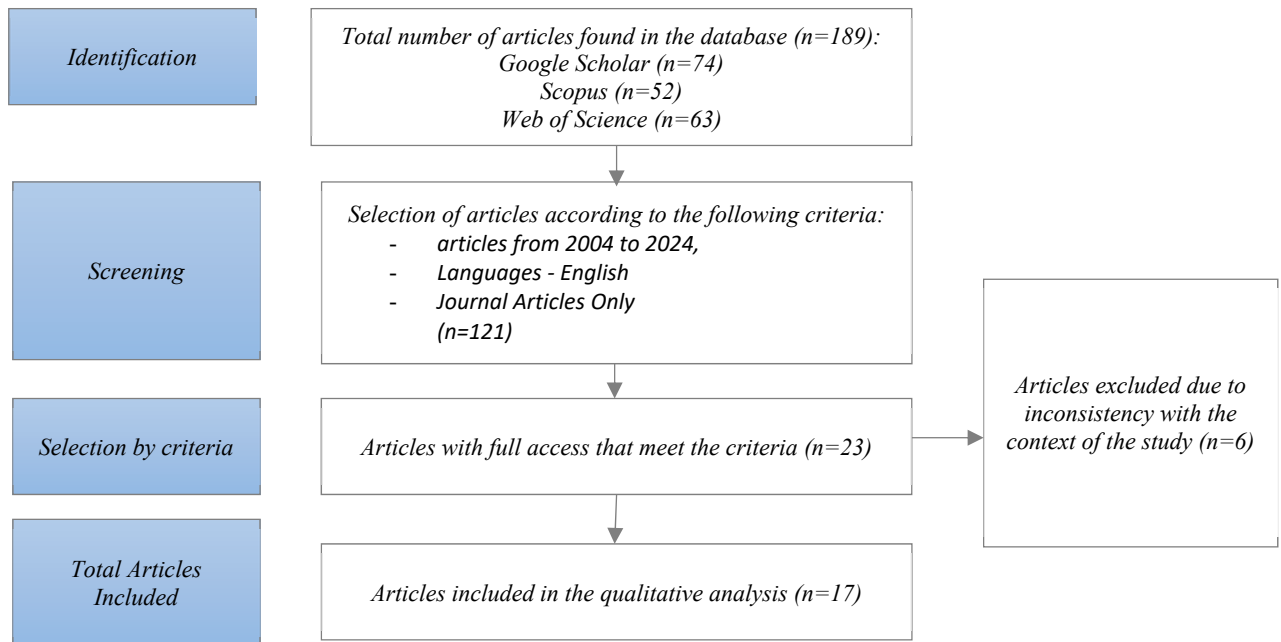 Identification
Total number of articles found in the database (n=189):
Google Scholar (n=74)
Scopus (n=52)
Web of Science (n=63)
Screening
Selection of articles according to the following criteria:
- articles from 2004 to 2024,
- Languages - English
- Journal Articles Only
(n=121)
Selection by criteria
Articles with full access that meet the criteria (n=23)
Articles excluded due to
inconsistency with the
context of the study (n=6)
Total Articles
Included
Articles included in the qualitative analysis (n=17)